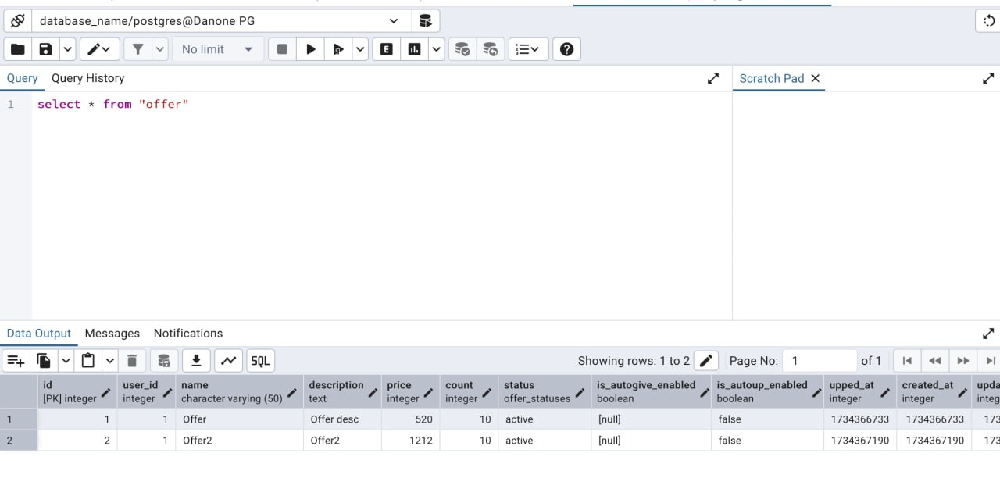 database_name/postgres@Danone PG
No limit
E
Query Query History
Scratch Pad
1 select * from "offer"
Data Output Messages Notifications
SQL
Showing rows: 1 to 2
Page No: 1 of 1
id user_id name description price count status is_autogive_enabled is_autoup_enabled upped_at created_at upda
[PK] integer integer character varying (50) text integer integer offer_statuses boolean boolean integer integer integ
1 1 1 Offer Offer desc 520 10 active [null] false 1734366733 1734366733 173
2 2 1 Offer2 Offer2 1212 10 active [null] false 1734367190 1734367190 173